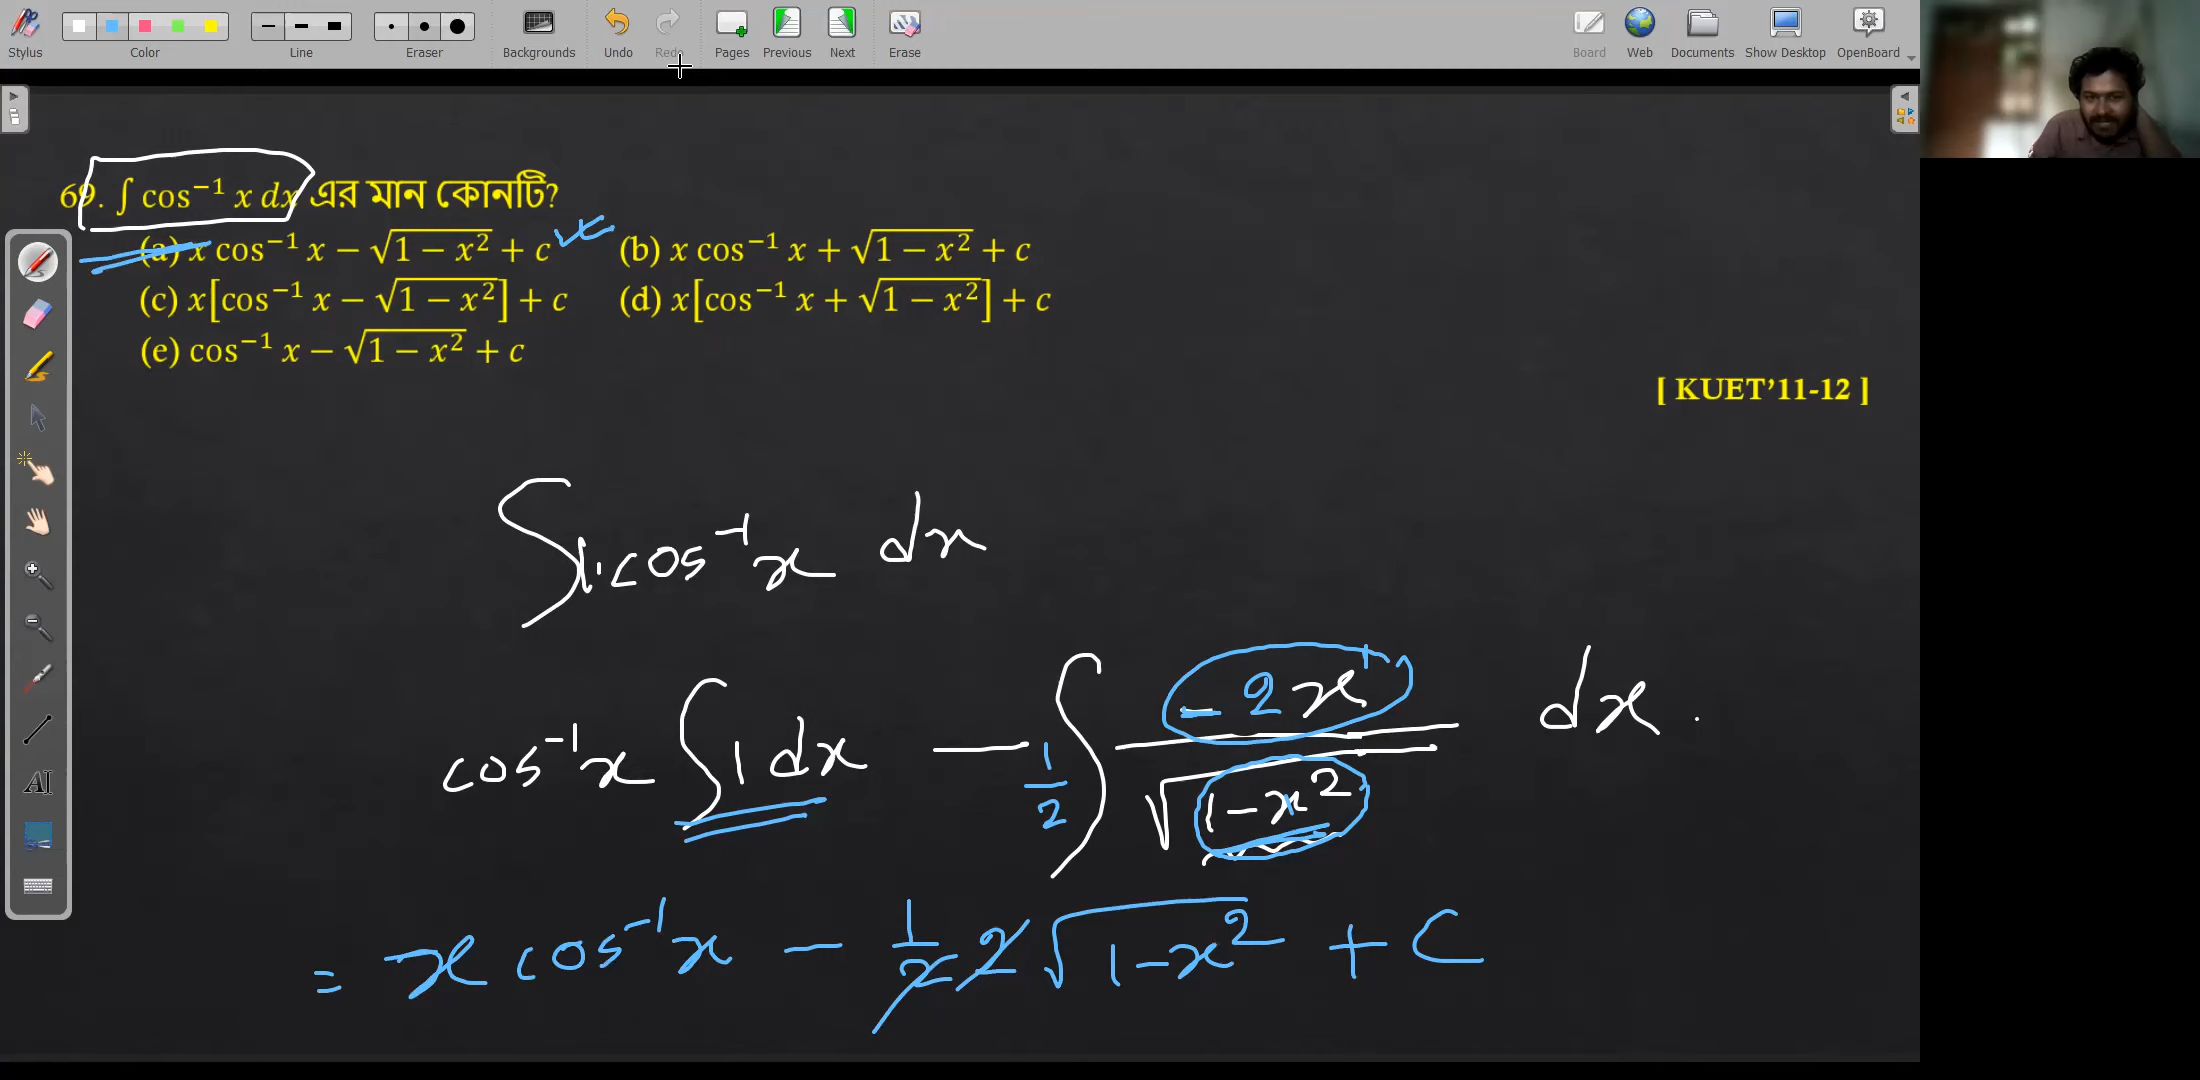 Stylus Color Line Eraser Backgrounds Undo Redo Pages Previous Next Erase Board Web Documents Show Desktop OpenBoard
69. ∫ cos⁻¹ x dx এর মান কোনটি?
(a) x cos⁻¹ x − √(1 − x²) + c (b) x cos⁻¹ x + √(1 − x²) + c
(c) x[cos⁻¹ x − √(1 − x²)] + c (d) x[cos⁻¹ x + √(1 − x²)] + c
(e) cos⁻¹ x − √(1 − x²) + c
[ KUET’11-12 ]
∫ 1·cos⁻¹x dx
cos⁻¹x ∫ 1 dx − 1/2 ∫ −2x / √(1−x²) dx.
= x cos⁻¹x − 1/2 2 √(1−x²) + C
AI